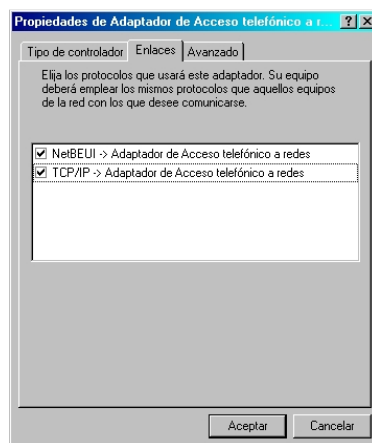 Propiedades de Adaptador de Acceso telefónico a r...
Tipo de controlador Enlaces Avanzado
Elija los protocolos que usará este adaptador. Su equipo
deberá emplear los mismos protocolos que aquellos equipos
de la red con los que desee comunicarse.
NetBEUI -> Adaptador de Acceso telefónico a redes
TCP/IP -> Adaptador de Acceso telefónico a redes
Aceptar Cancelar